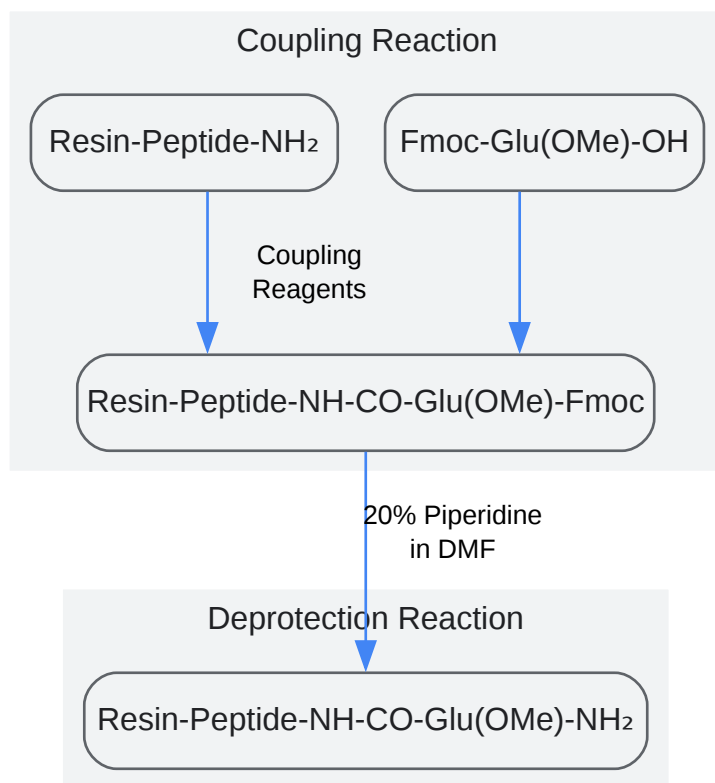 Coupling Reaction
Resin-Peptide-NH₂
Fmoc-Glu(OMe)-OH
Coupling
Reagents
Resin-Peptide-NH-CO-Glu(OMe)-Fmoc
20% Piperidine
in DMF
Deprotection Reaction
Resin-Peptide-NH-CO-Glu(OMe)-NH₂